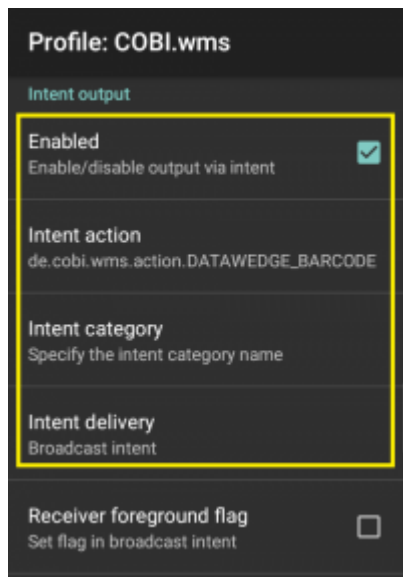 Profile: COBI.wms
Intent output
Enabled
Enable/disable output via intent
Intent action
de.cobi.wms.action.DATAWEDGE_BARCODE
Intent category
Specify the intent category name
Intent delivery
Broadcast intent
Receiver foreground flag
Set flag in broadcast intent